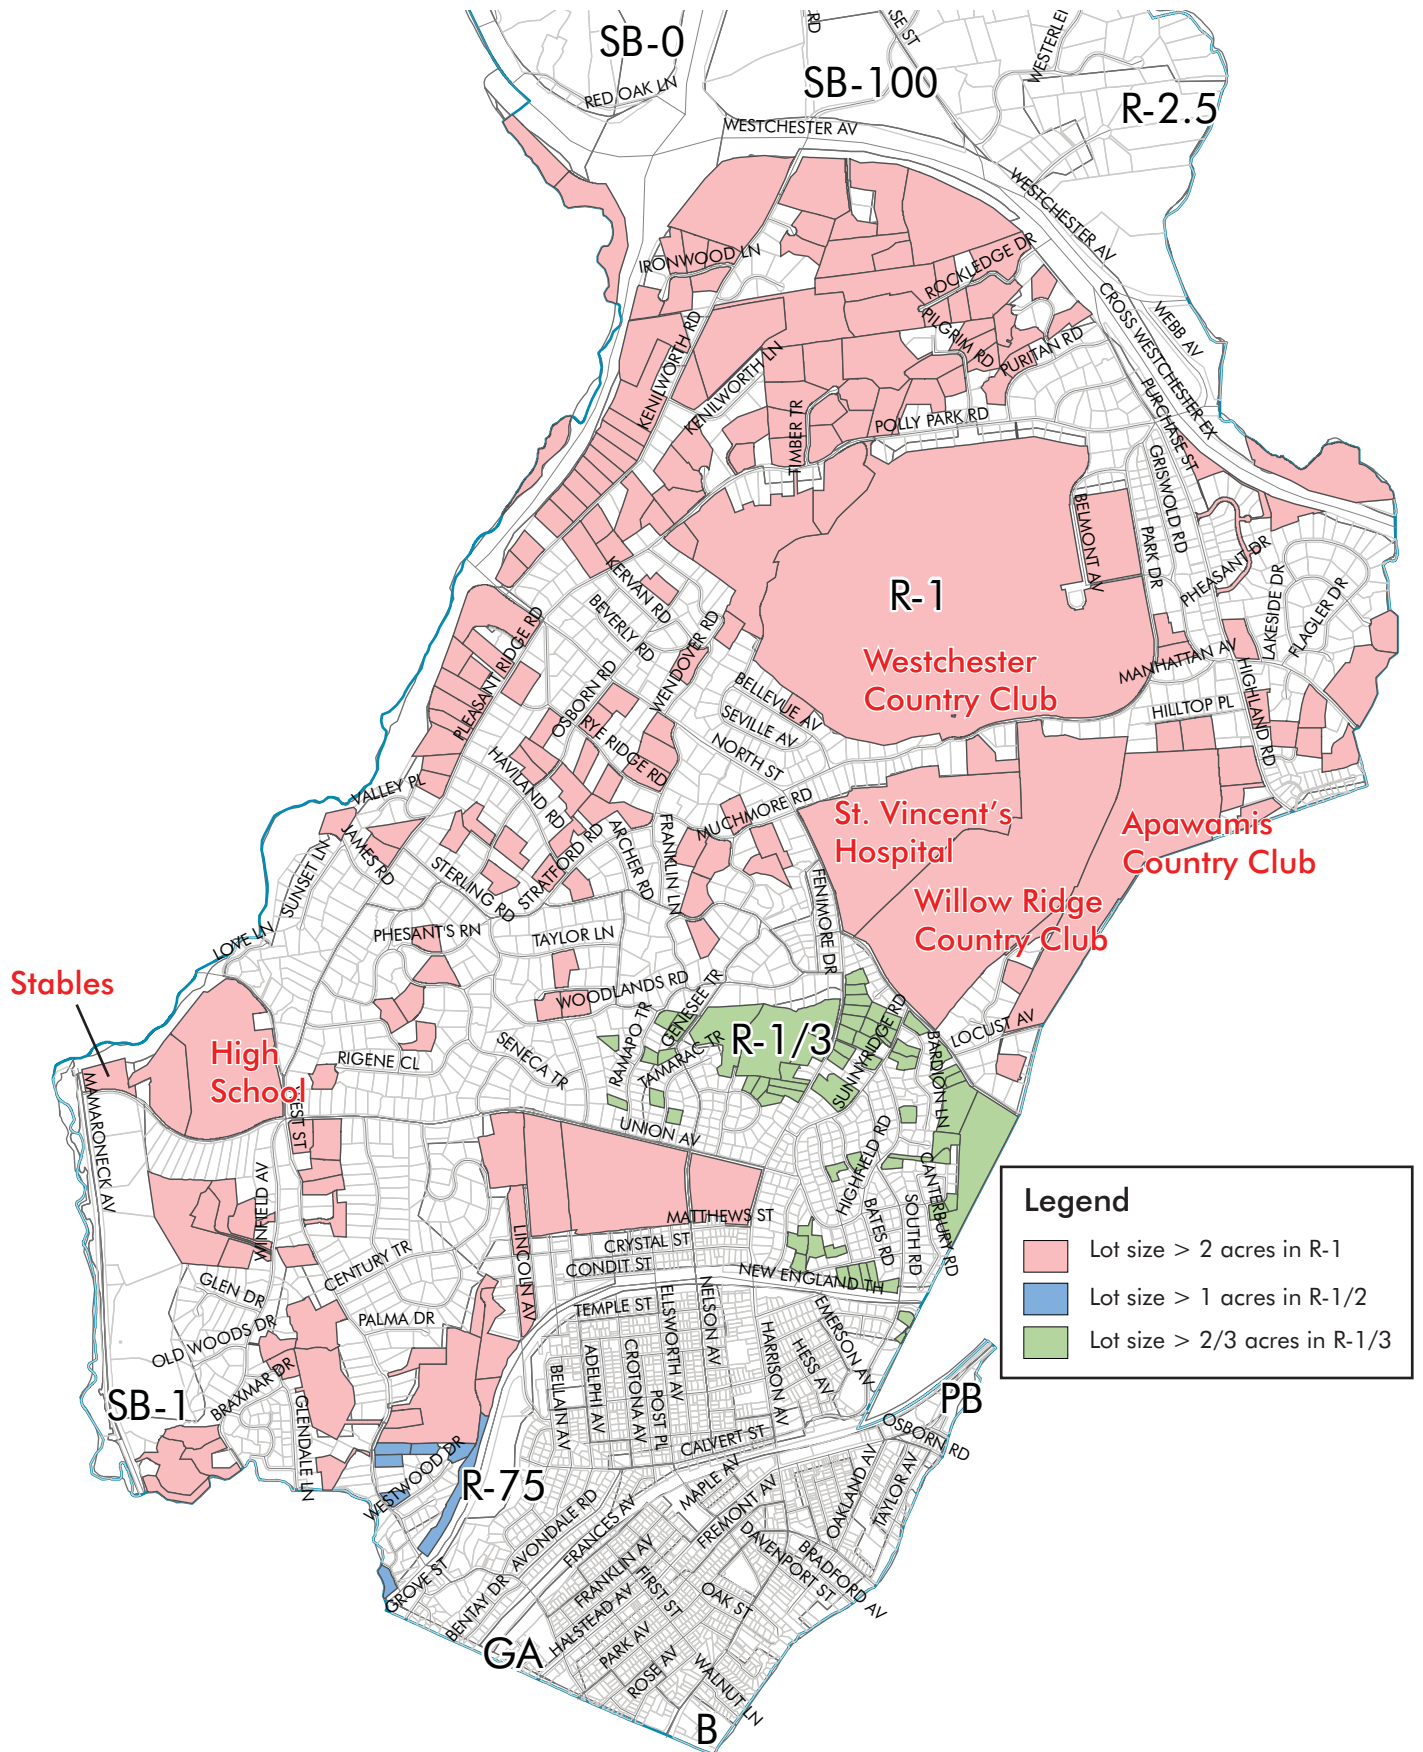 SB-0
RD
SE ST
WESTERLE
SB-100
RED OAK LN
R-2.5
WESTCHESTER AV
WESTCHESTER AV
IRONWOOD LN
ROCKLEDGE DR
CROSS WESTCHESTER EX
WEBB AV
PILGRIM RD
PURITAN RD
KENILWORTH RD
KENILWORTH LN
TIMBER TR
POLLY PARK RD
PURCHASE ST
GRISWOLD RD
BELMONT AV
PARK DR
PHEASANT DR
LAKESIDE DR
FLAGLER DR
KERVAN RD
BEVERLY RD
R-1
WENDOVER RD
PLEASANT RIDGE RD
Westchester
Country Club
MANHATTAN AV
HIGHLAND RD
HILLTOP PL
OSBORN RD
BELLEVUE AV
SEVILLE AV
RYE RIDGE RD
NORTH ST
HAVILAND RD
VALLEY PL
MUCHMORE RD
St. Vincent's
Hospital
Apawamis
Country Club
JAMES RD
SUNSET LN
STERLING RD
STRATFORD RD
ARCHER RD
FRANKLIN LN
FENIMORE DR
Willow Ridge
Country Club
LOVE LN
PHESANT'S RN
TAYLOR LN
Stables
WOODLANDS RD
GENESEE TR
RAMAPO TR
TAMARAC TR
R-1/3
SUNNYRIDGE RD
LOCUST AV
BARDION LN
High
School
RIGENE CL
SENECA TR
MAMARONECK AV
WEST ST
UNION AV
HIGHFIELD RD
CANTERBURY RD
WINFIELD AV
BATES RD
SOUTH RD
Legend
Lot size > 2 acres in R-1
Lot size > 1 acres in R-1/2
Lot size > 2/3 acres in R-1/3
MATTHEWS ST
LINCOLN AV
CRYSTAL ST
CONDIT ST
NEW ENGLAND TH
CENTURY TR
GLEN DR
PALMA DR
OLD WOODS DR
TEMPLE ST
ELLSWORTH AV
NELSON AV
EMERSON AV
HARRISON AV
HESS AV
BRAXMAR DR
GLENDALE LN
BELLAIN AV
ADELPHI AV
CROTONA AV
POST PL
SB-1
PB
CALVERT ST
OSBORN RD
WESTWOOD DR
R-75
MAPLE AV
FREMONT AV
OAKLAND AV
TAYLOR AV
AVONDALE RD
FRANCES AV
DAVENPORT ST
BRADFORD AV
GROVE ST
BENTAY DR
FRANKLIN AV
FIRST ST
OAK ST
HALSTEAD AV
GA
PARK AV
ROSE AV
WALNUT LN
B